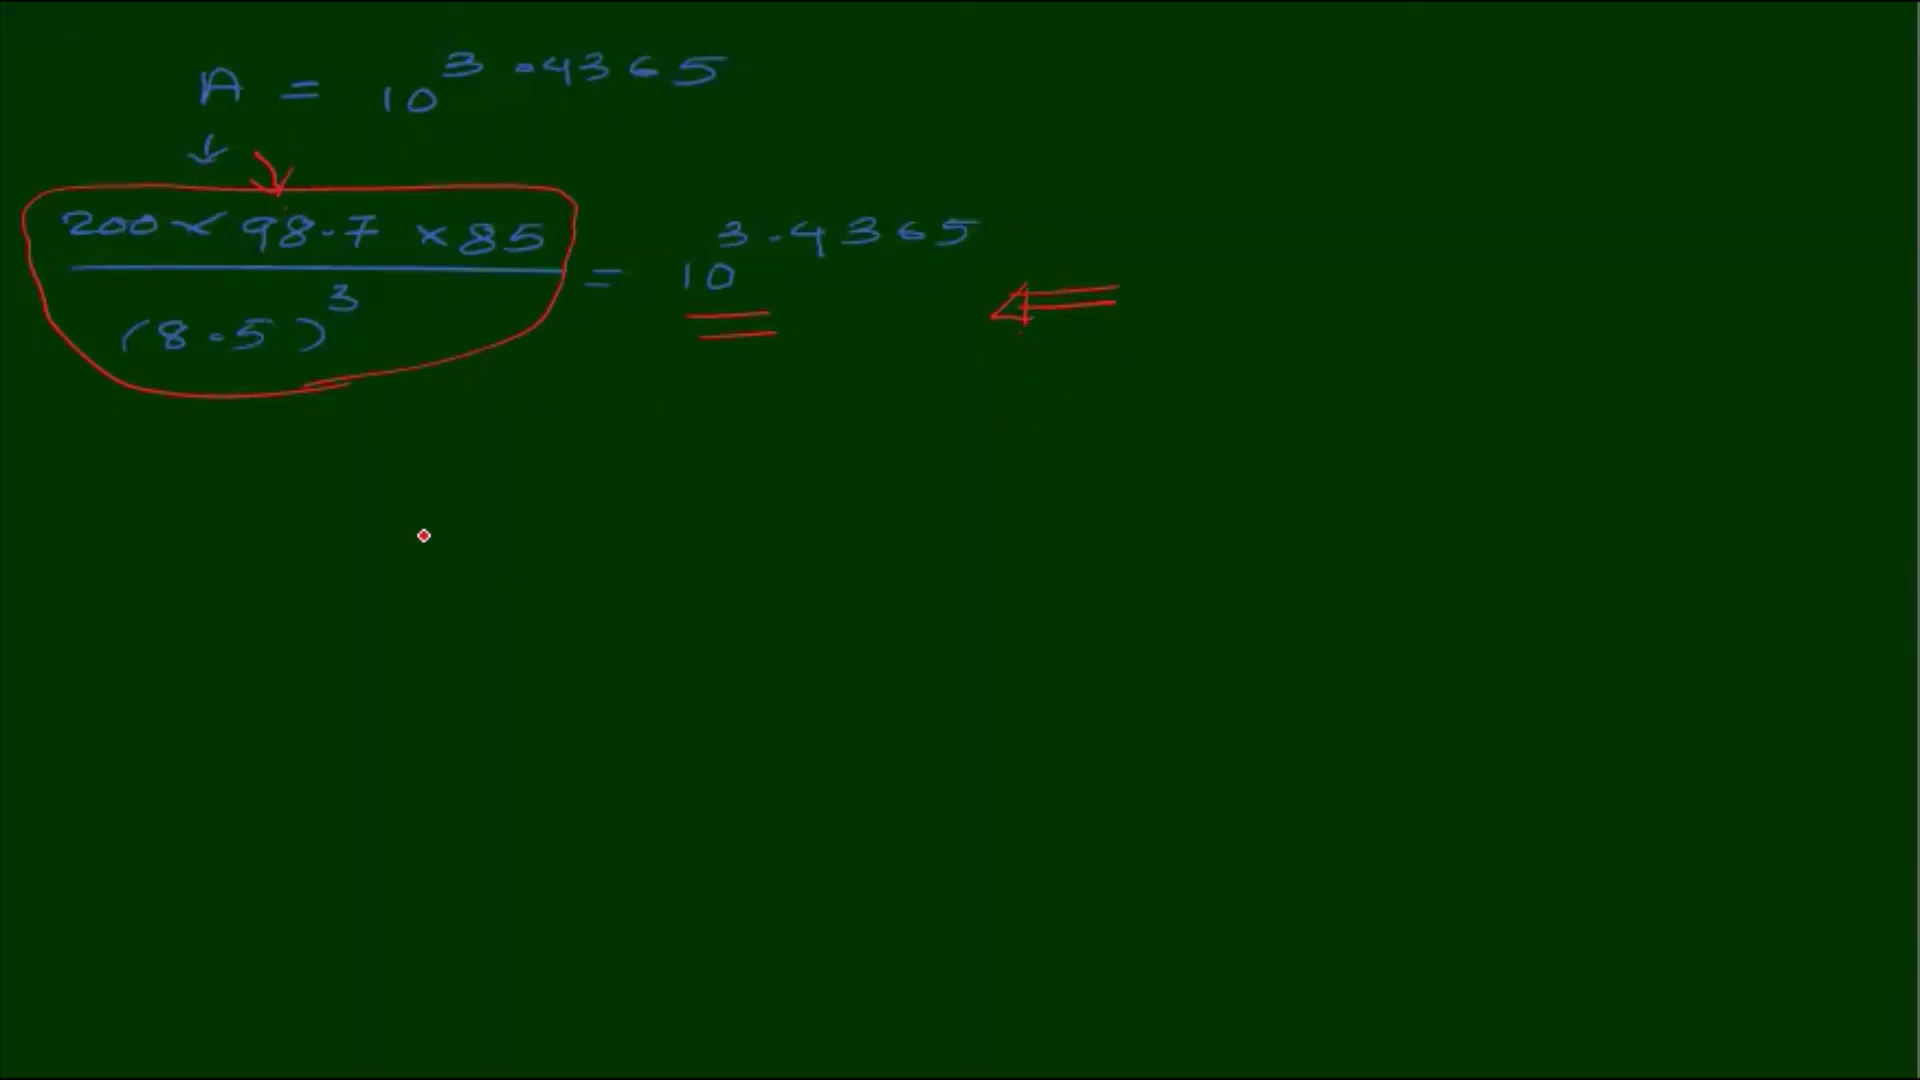 A = 10^3.4365
200 × 98.7 × 85 / (8.5)^3 = 10^3.4365